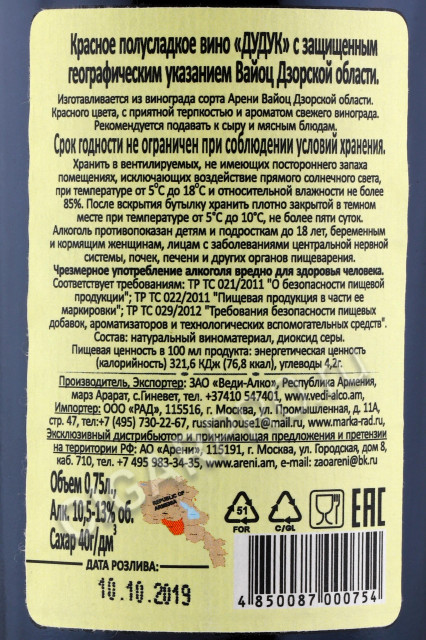 Красное полусладкое вино «ДУДУК» с защищенным
географическим указанием Вайоц Дзорской области.
Изготавливается из винограда сорта Арени Вайоц Дзорской области.
Красного цвета, с приятной терпкостью и ароматом свежего винограда.
Рекомендуется подавать к сыру и мясным блюдам.
Срок годности не ограничен при соблюдении условий хранения.
Хранить в вентилируемых, не имеющих постороннего запаха
помещениях, исключающих воздействие прямого солнечного света,
при температуре от 5°С до 18°С и относительной влажности не более
85%. После вскрытия бутылку хранить плотно закрытой в темном
месте при температуре от 5°С до 10°С, не более пяти суток.
Алкоголь противопоказан детям и подросткам до 18 лет, беременным
и кормящим женщинам, лицам с заболеваниями центральной нервной
системы, почек, печени и других органов пищеварения.
Чрезмерное употребление алкоголя вредно для здоровья человека.
Соответствует требованиям: ТР ТС 021/2011 "О безопасности пищевой
продукции"; ТР ТС 022/2011 "Пищевая продукция в части ее
маркировки"; ТР ТС 029/2012 "Требования безопасности пищевых
добавок, ароматизаторов и технологических вспомогательных средств".
Состав: натуральный виноматериал, диоксид серы.
Пищевая ценность в 100 мл продукта: энергетическая ценность
(калорийность) 321,6 КДж (76,8 ккал), углеводы 4,2г.
Производитель, Экспортер: ЗАО «Веди-Алко», Республика Армения,
марз Арарат, с.Гиневет, тел. +37410 547401, www.vedi-alco.am,
Импортер: ООО «РАД», 115516, г. Москва, ул. Промышленная, д. 11А,
стр. 47, тел:+7 (495) 730-22-67, russianhouse1@mail.ru, www.marka-rad.ru,
Эксклюзивный дистрибьютор и принимающая предложения и претензии
на территории РФ: АО «Арени» 115191, г. Москва, ул. Городская, дом 8,
каб. 710, тел. +7 495 983-34-35, www.areni.am, e-mail: zaoareni@bk.ru
Объем 0,75л.,
Алк. 10,5-13% об.
Сахар 40г/дм³
REPUBLIC OF
ARMENIA
51
FOR
C/GL
EAC
ДАТА РОЗЛИВА:
10.10.2019
4 850087 000754